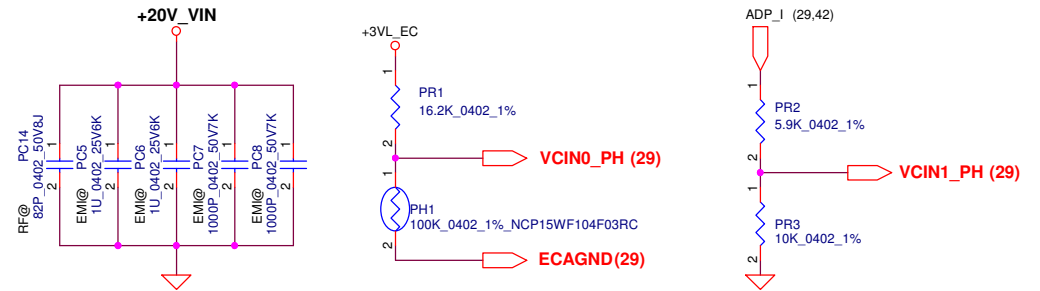 +20V_VIN
RF@
82P_0402_50V8J
PC14
1
2
EMI@
1U_0402_25V6K
PC5
1
2
EMI@
1U_0402_25V6K
PC6
1
2
EMI@
1000P_0402_50V7K
PC7
1
2
EMI@
1000P_0402_50V7K
PC8
1
2
+3VL_EC
1
PR1
16.2K_0402_1%
2
VCIN0_PH (29)
1
PH1
100K_0402_1%_NCP15WF104F03RC
2
ECAGND(29)
ADP_I (29,42)
1
PR2
5.9K_0402_1%
2
VCIN1_PH (29)
1
PR3
10K_0402_1%
2